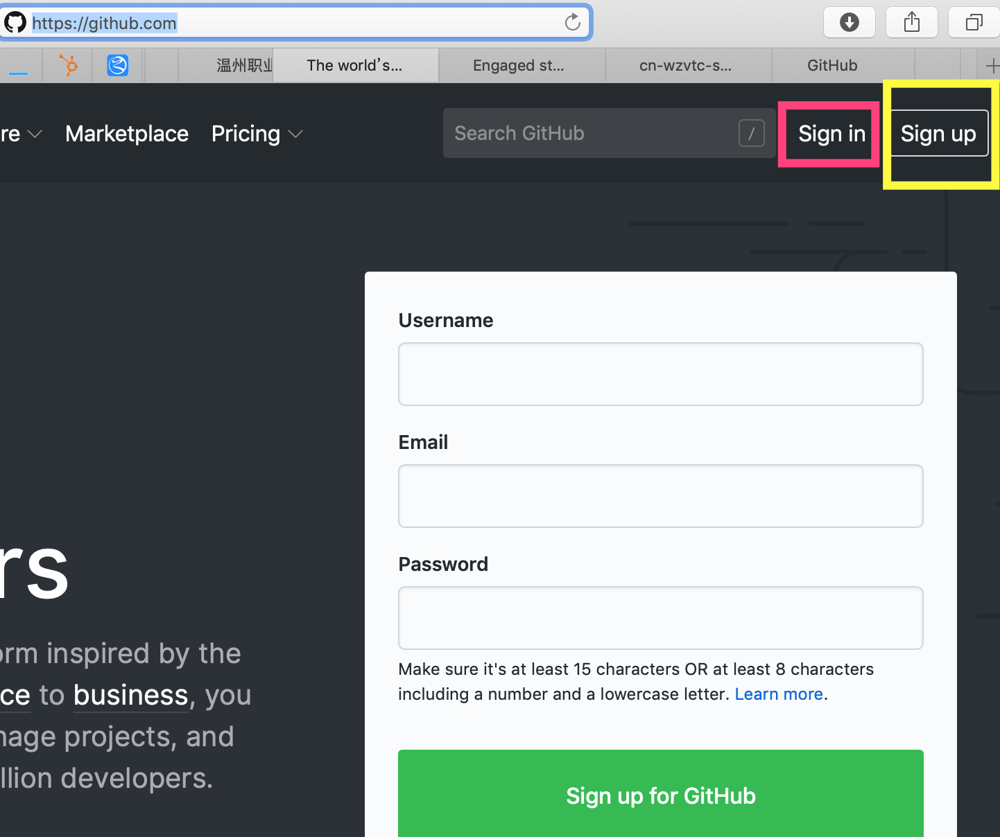 https://github.com
温州职业
The world’s...
Engaged st...
cn-wzvtc-s...
GitHub
re
Marketplace
Pricing
Search GitHub
/
Sign in
Sign up
Username
Email
Password
Make sure it's at least 15 characters OR at least 8 characters
including a number and a lowercase letter. Learn more.
Sign up for GitHub
rs
orm inspired by the
ce to business, you
nage projects, and
llion developers.